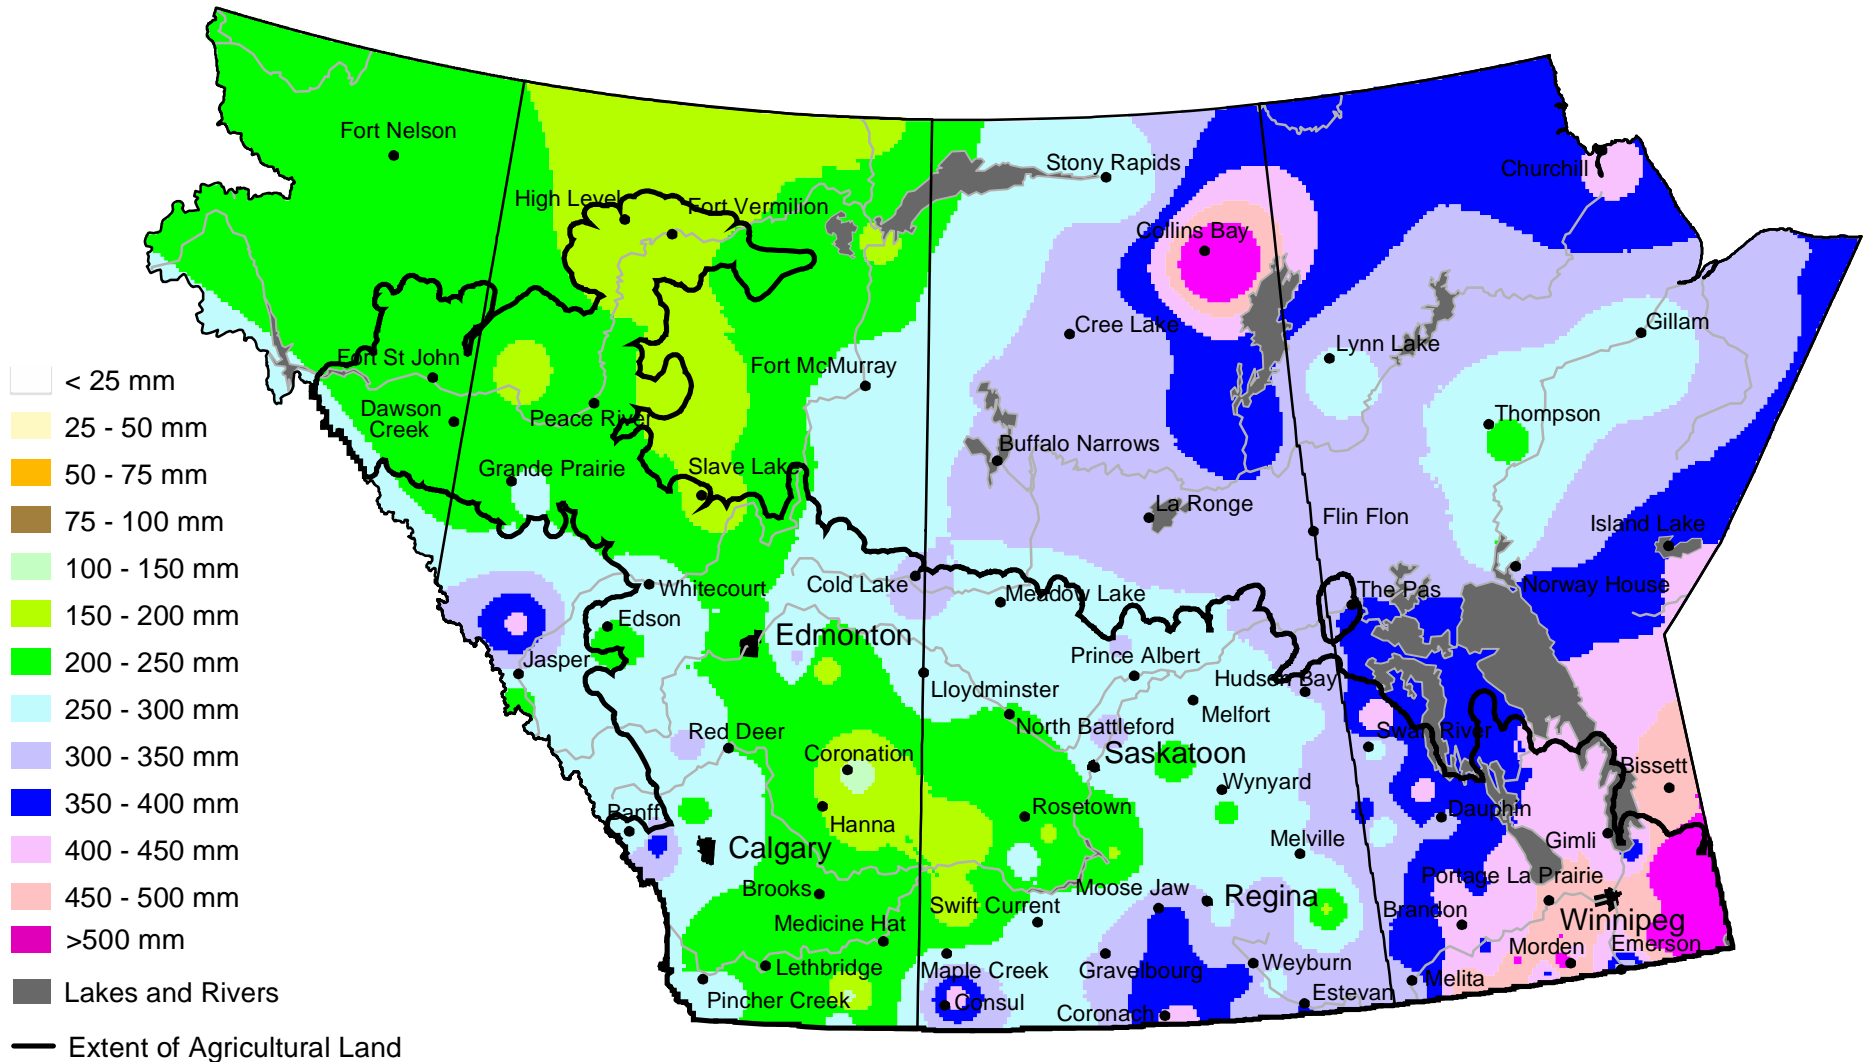 Fort Nelson
Stony Rapids
Churchill
High Level
Fort Vermilion
Collins Bay
Cree Lake
Gillam
Lynn Lake
Fort St John
Fort McMurray
Dawson
Creek
Peace River
Thompson
Buffalo Narrows
Grande Prairie
Slave Lake
La Ronge
Flin Flon
Island Lake
Whitecourt
Cold Lake
Meadow Lake
The Pas
Norway House
Edson
Edmonton
Jasper
Prince Albert
Hudson Bay
Lloydminster
Melfort
North Battleford
Red Deer
Swan River
Coronation
Saskatoon
Bissett
Wynyard
Banff
Hanna
Rosetown
Dauphin
Calgary
Melville
Gimli
Brooks
Moose Jaw
Regina
Portage La Prairie
Swift Current
Brandon
Medicine Hat
Winnipeg
Morden
Emerson
Lethbridge
Maple Creek
Gravelbourg
Weyburn
Melita
Pincher Creek
Consul
Coronach
Estevan
< 25 mm
25 - 50 mm
50 - 75 mm
75 - 100 mm
100 - 150 mm
150 - 200 mm
200 - 250 mm
250 - 300 mm
300 - 350 mm
350 - 400 mm
400 - 450 mm
450 - 500 mm
>500 mm
Lakes and Rivers
Extent of Agricultural Land